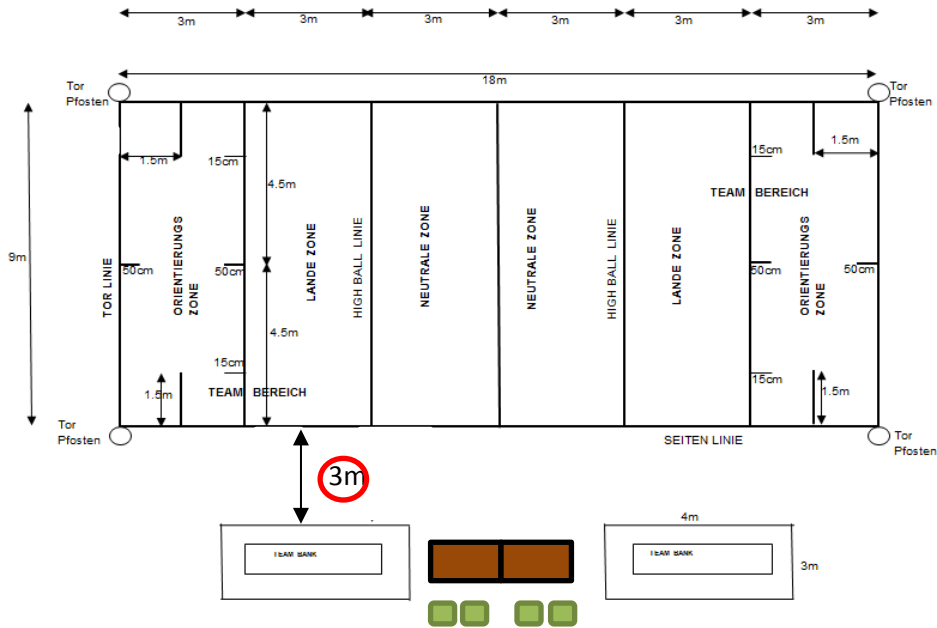 3m 3m 3m 3m 3m 3m
18m
Tor
Pfosten
Tor
Pfosten
1.5m
15cm
4.5m
15cm
1.5m
TEAM BEREICH
9m
TOR LINIE
50cm
ORIENTIERUNGS
ZONE
50cm
LANDE ZONE
HIGH BALL LINIE
NEUTRALE ZONE
NEUTRALE ZONE
HIGH BALL LINIE
LANDE ZONE
50cm
ORIENTIERUNGS
ZONE
50cm
4.5m
15cm
1.5m
TEAM BEREICH
15cm
1.5m
Tor
Pfosten
SEITEN LINIE
Tor
Pfosten
3m
4m
TEAM BANK
TEAM BANK
3m